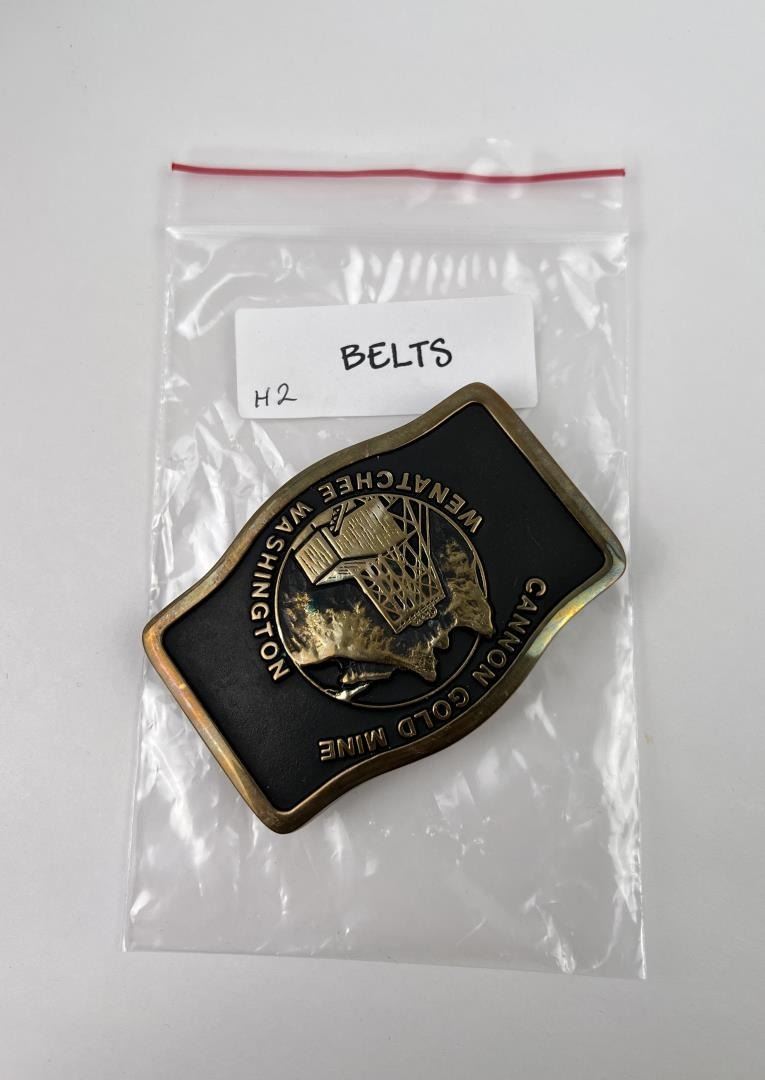 BELTS
H2
CANNON GOLD MINE
WENATCHEE WASHINGTON